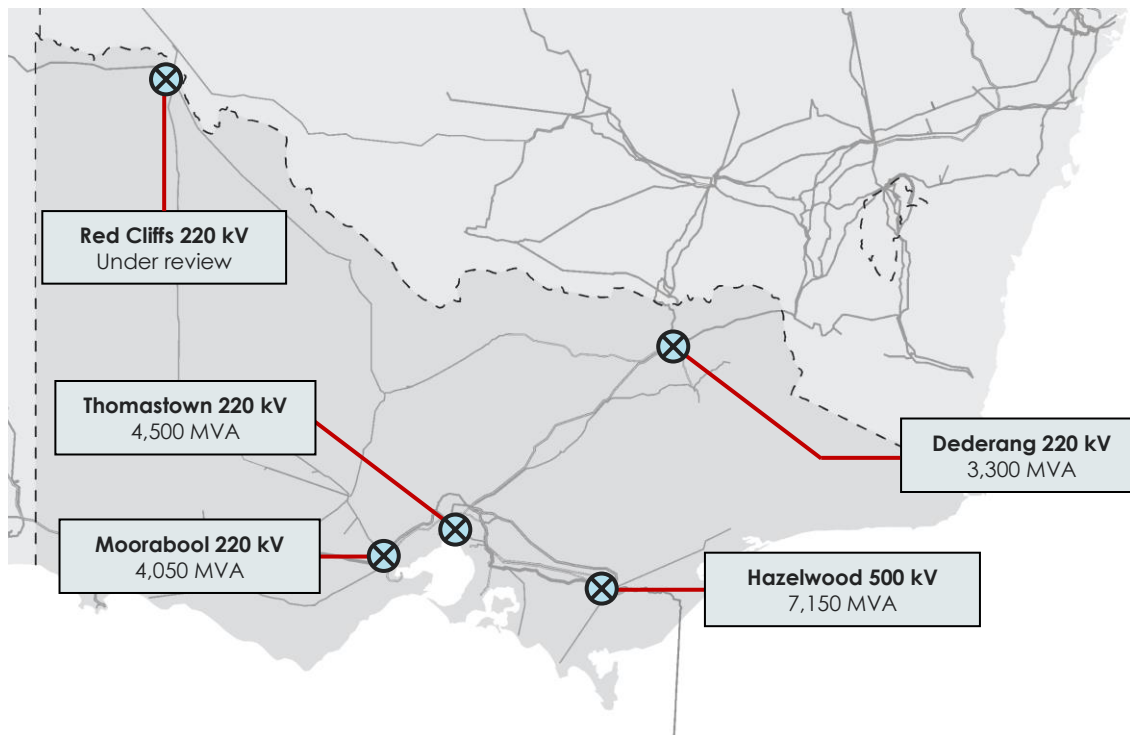 Red Cliffs 220 kV
Under review
Thomastown 220 kV
4,500 MVA
Dederang 220 kV
3,300 MVA
Moorabool 220 kV
4,050 MVA
Hazelwood 500 kV
7,150 MVA